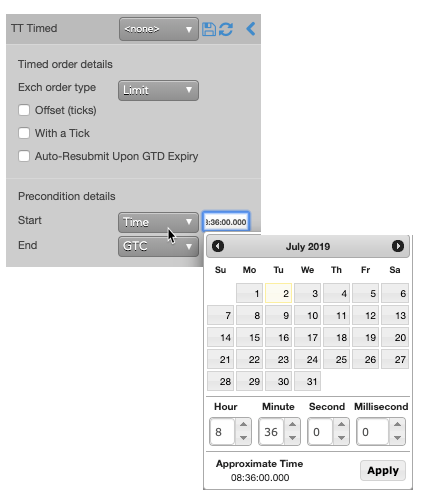 TT Timed <none>
Timed order details
Exch order type Limit
Offset (ticks)
With a Tick
Auto-Resubmit Upon GTD Expiry
Precondition details
Start Time :36:00.000
End GTC
July 2019
Su Mo Tu We Th Fr Sa
1 2 3 4 5 6
7 8 9 10 11 12 13
14 15 16 17 18 19 20
21 22 23 24 25 26 27
28 29 30 31
Hour Minute Second Millisecond
8 36 0 0
Approximate Time
08:36:00.000
Apply